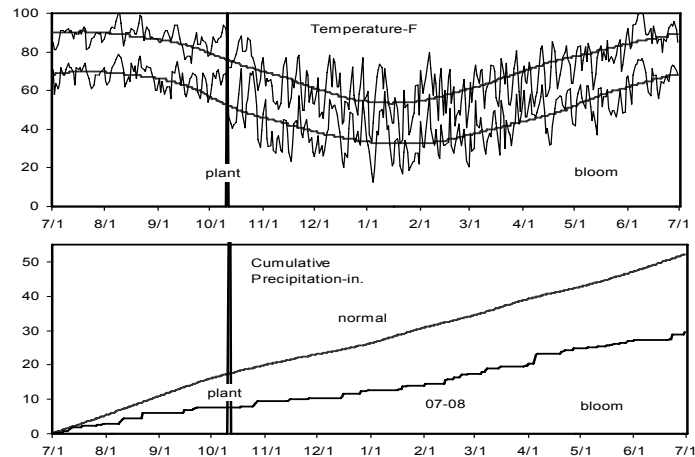 100
Temperature-F
80
60
40
20
plant
bloom
0
7/1 8/1 9/1 10/1 11/1 12/1 1/1 2/1 3/1 4/1 5/1 6/1 7/1
50
Cumulative
Precipitation-in.
40
normal
30
20
10
plant
07-08
bloom
0
7/1 8/1 9/1 10/1 11/1 12/1 1/1 2/1 3/1 4/1 5/1 6/1 7/1